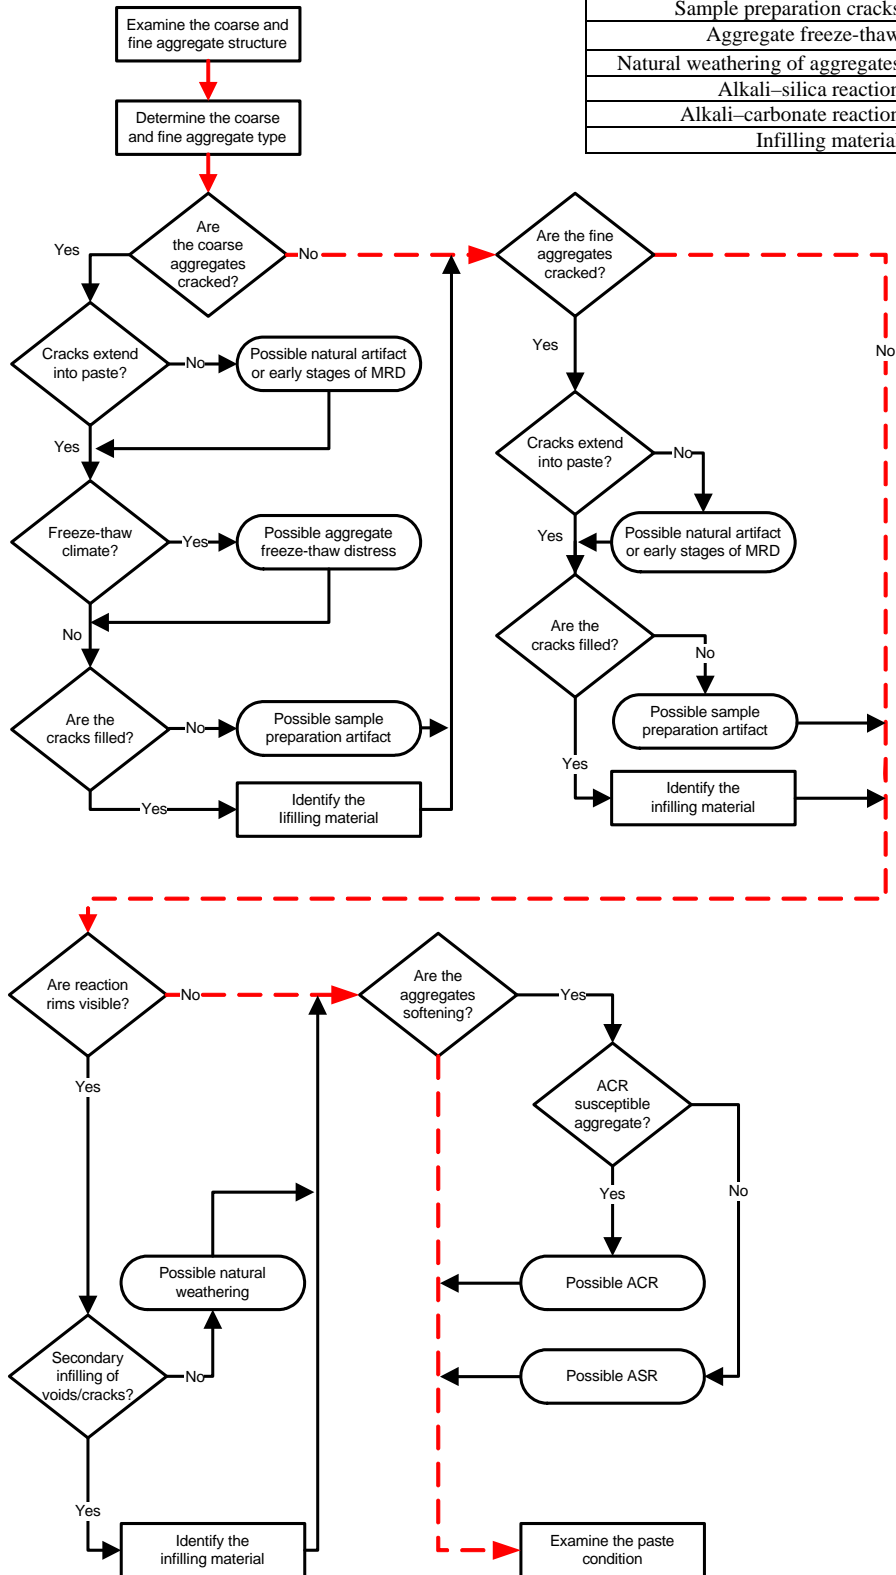 Sample preparation cracks
Aggregate freeze-thaw
Natural weathering of aggregates
Alkali–silica reaction
Alkali–carbonate reaction
Infilling material
Examine the coarse and
fine aggregate structure
Determine the coarse
and fine aggregate type
Are
the coarse
aggregates
cracked?
Yes
No
Are the fine
aggregates
cracked?
No
Yes
Cracks extend
into paste?
No
Possible natural artifact
or early stages of MRD
Yes
Freeze-thaw
climate?
Yes
Possible aggregate
freeze-thaw distress
No
Are the
cracks filled?
No
Possible sample
preparation artifact
Yes
Identify the
lifilling material
Cracks extend
into paste?
No
Yes
Possible natural artifact
or early stages of MRD
Are the
cracks filled?
No
Possible sample
preparation artifact
Yes
Identify the
infilling material
Are reaction
rims visible?
No
Are the
aggregates
softening?
Yes
Yes
ACR
susceptible
aggregate?
Yes
No
Possible natural
weathering
Possible ACR
Secondary
infilling of
voids/cracks?
No
Possible ASR
Yes
Identify the
infilling material
Examine the paste
condition